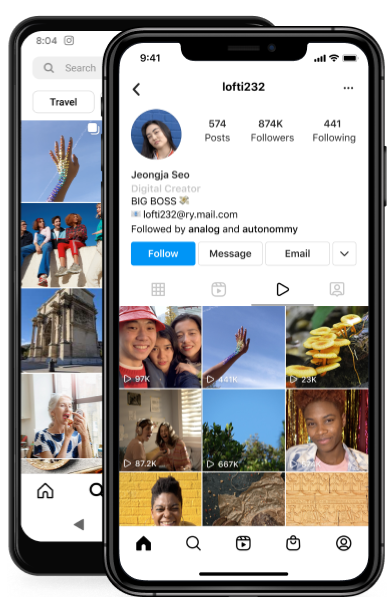 8:04
Search
Travel
9:41
lofti232
574
874K
441
Posts
Followers
Following
Jeongja Seo
Digital Creator
BIG BOSS
lofti232@ry.mail.com
Followed by analog and autonommy
Follow
Message
Email
97K
441K
23K
87.2K
667K